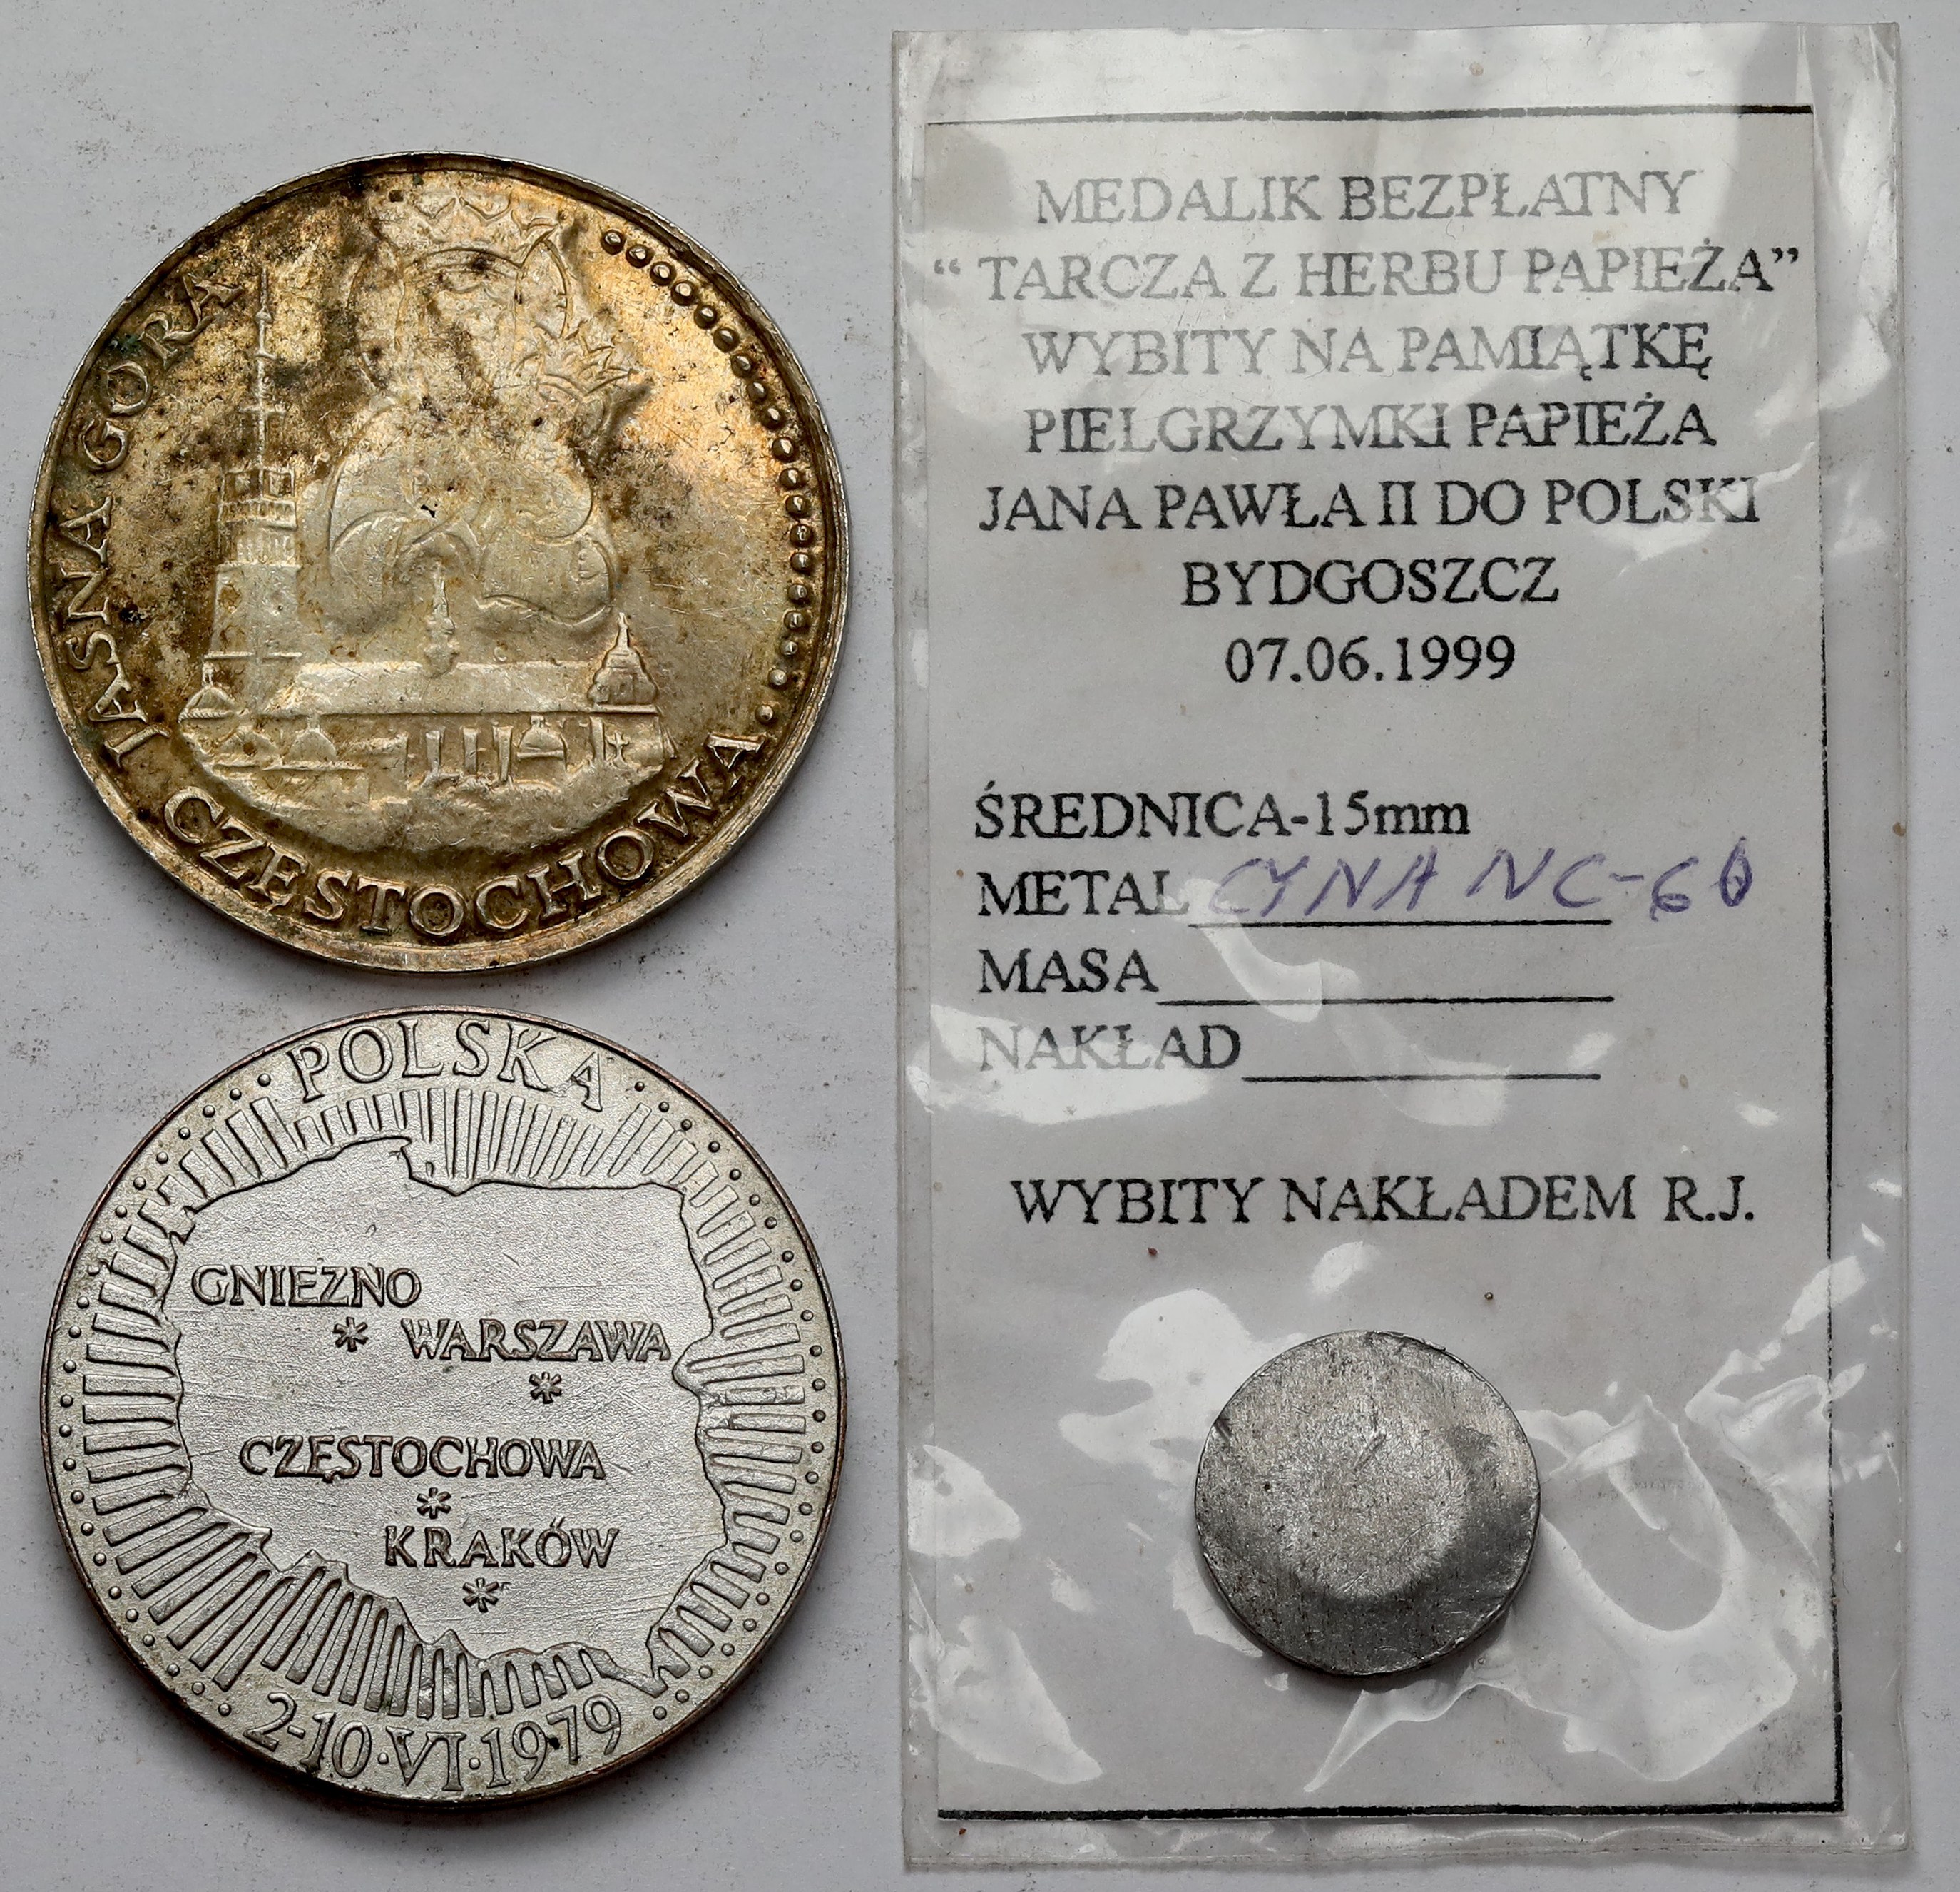 JASNA GÓRA
CZĘSTOCHOWA
POLSKA
GNIEZNO
WARSZAWA
CZĘSTOCHOWA
KRAKÓW
2-10·VI·1979
MEDALIK BEZPŁATNY
“ TARCZA Z HERBU PAPIEŻA”
WYBITY NA PAMIĄTKĘ
PIELGRZYMKI PAPIEŻA
JANA PAWŁA II DO POLSKI
BYDGOSZCZ
07.06.1999
ŚREDNICA-15mm
METAL CYNA NC-60
MASA
NAKŁAD
WYBITY NAKŁADEM R.J.